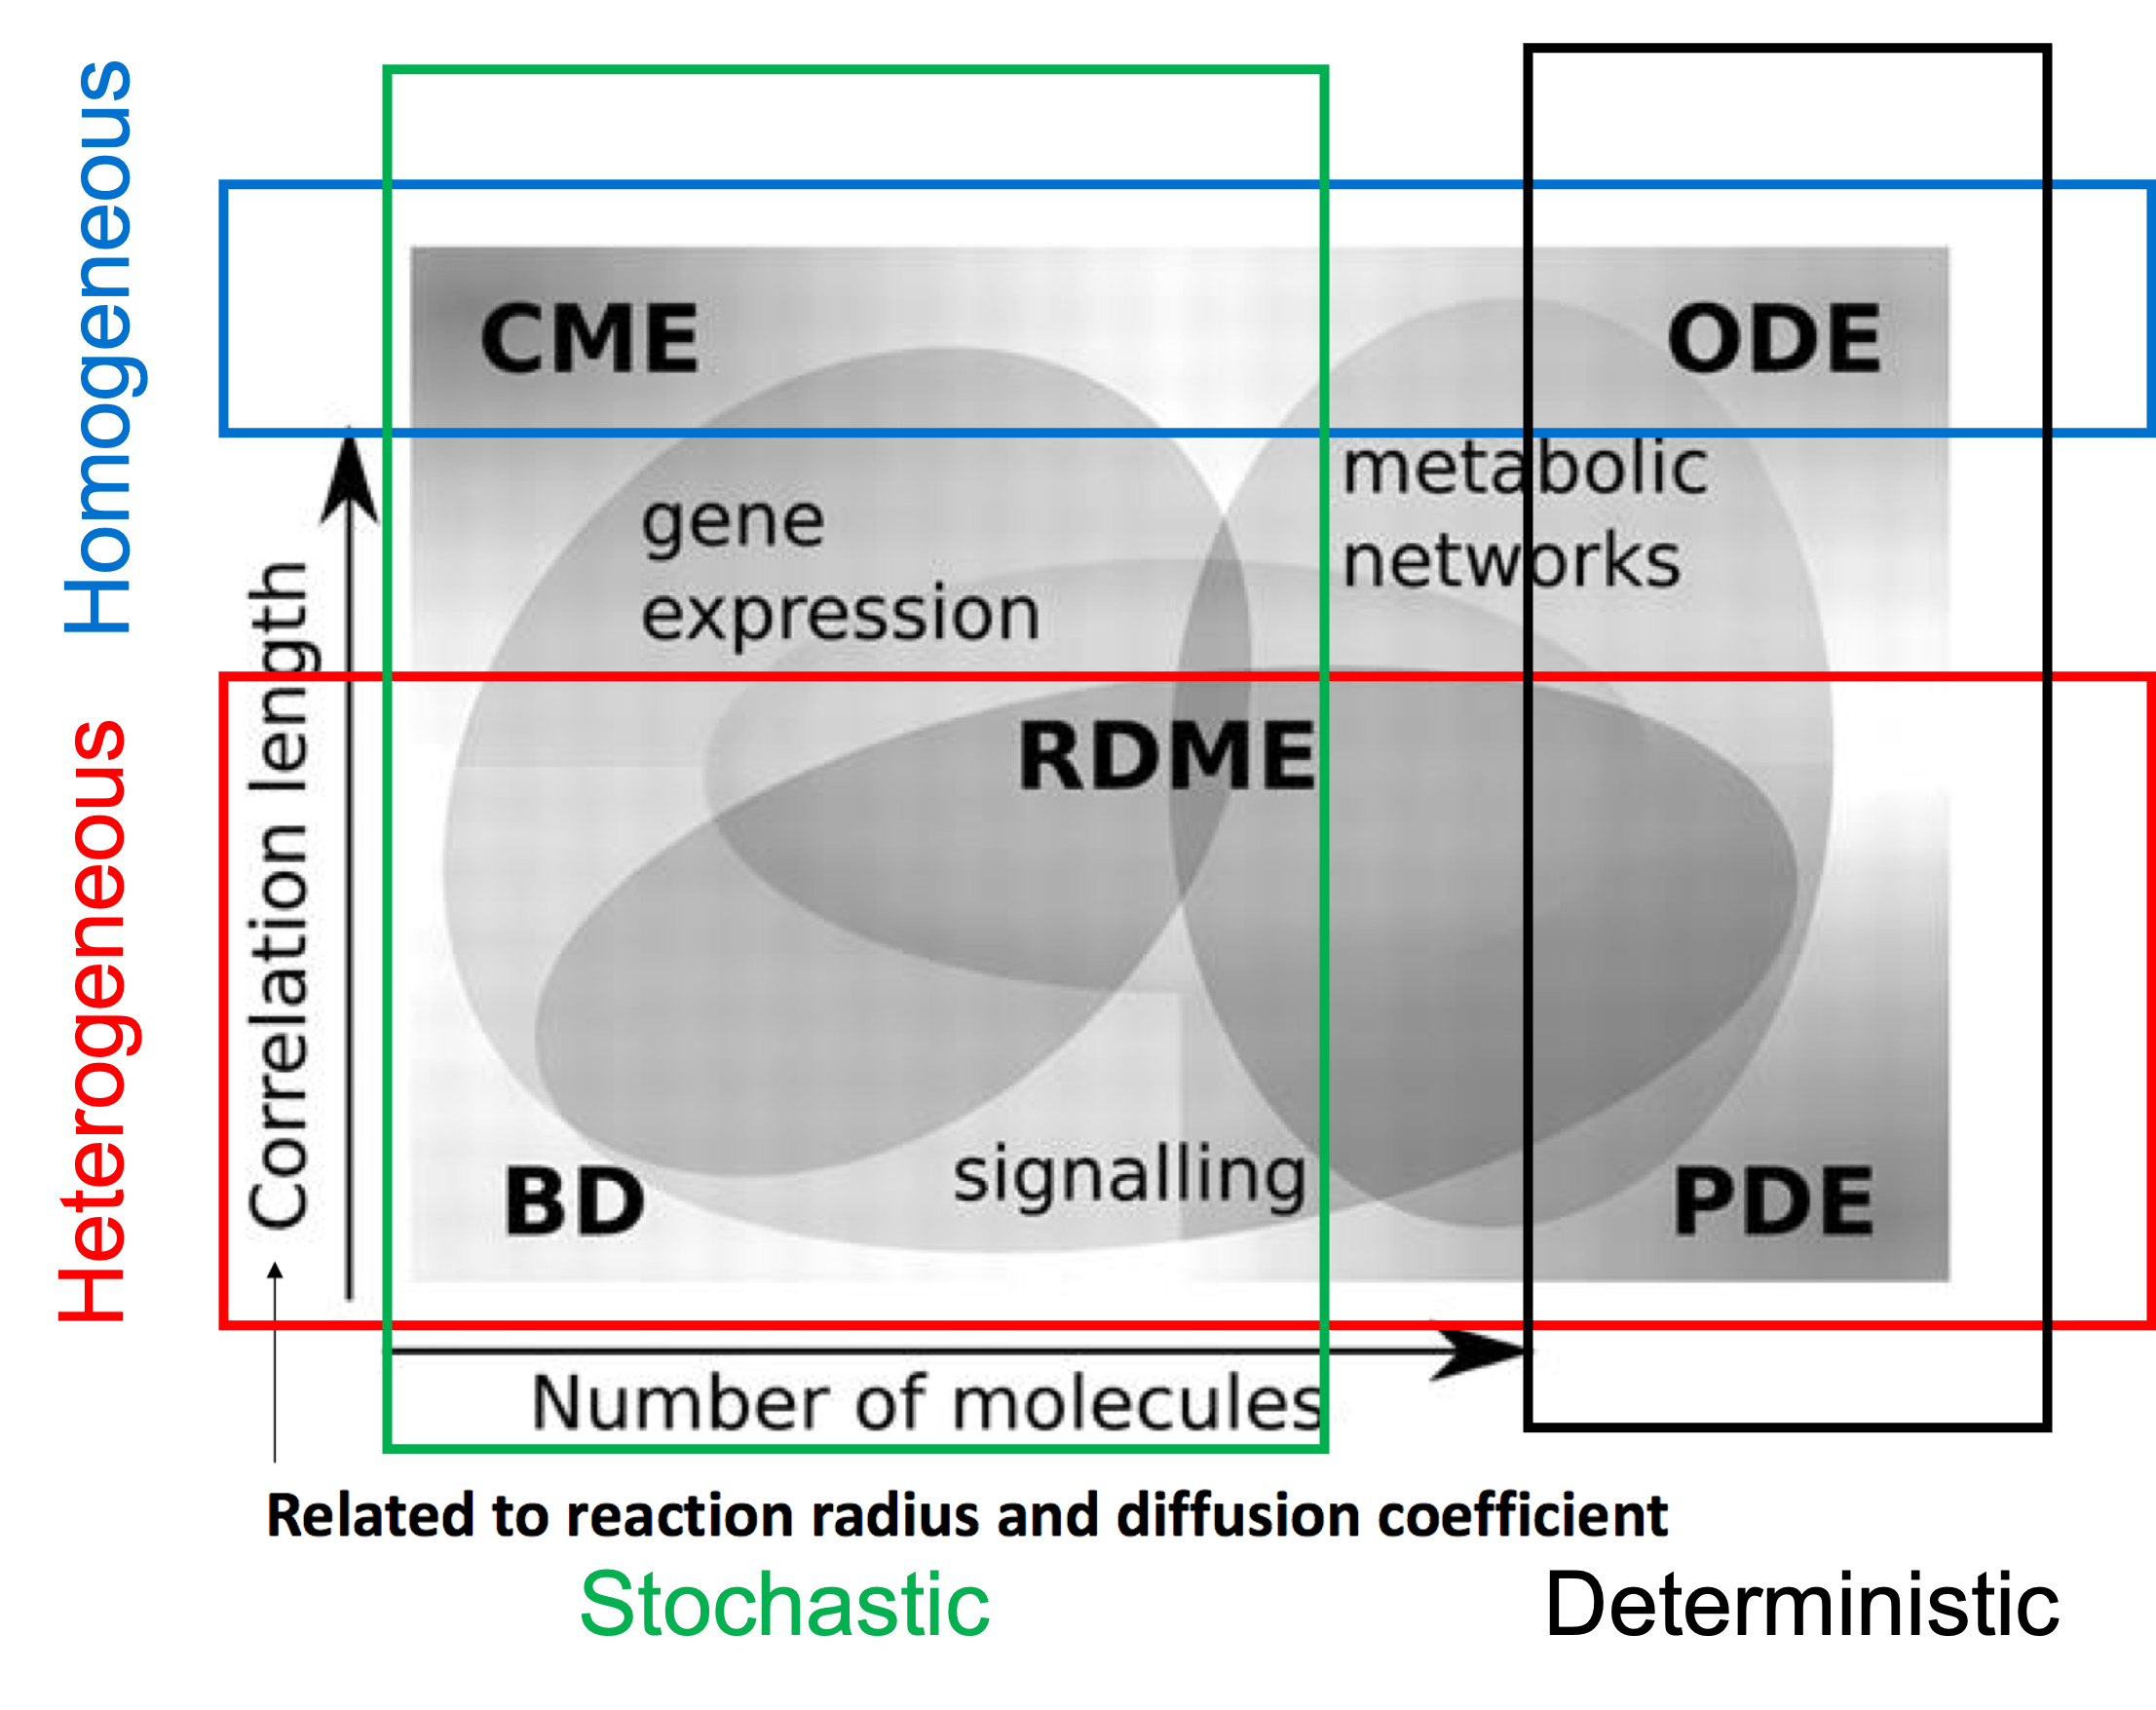 Homogeneous
Heterogeneous
Correlation length
CME
ODE
gene
expression
metabolic
networks
RDME
BD
signalling
PDE
Number of molecules
Related to reaction radius and diffusion coefficient
Stochastic
Deterministic